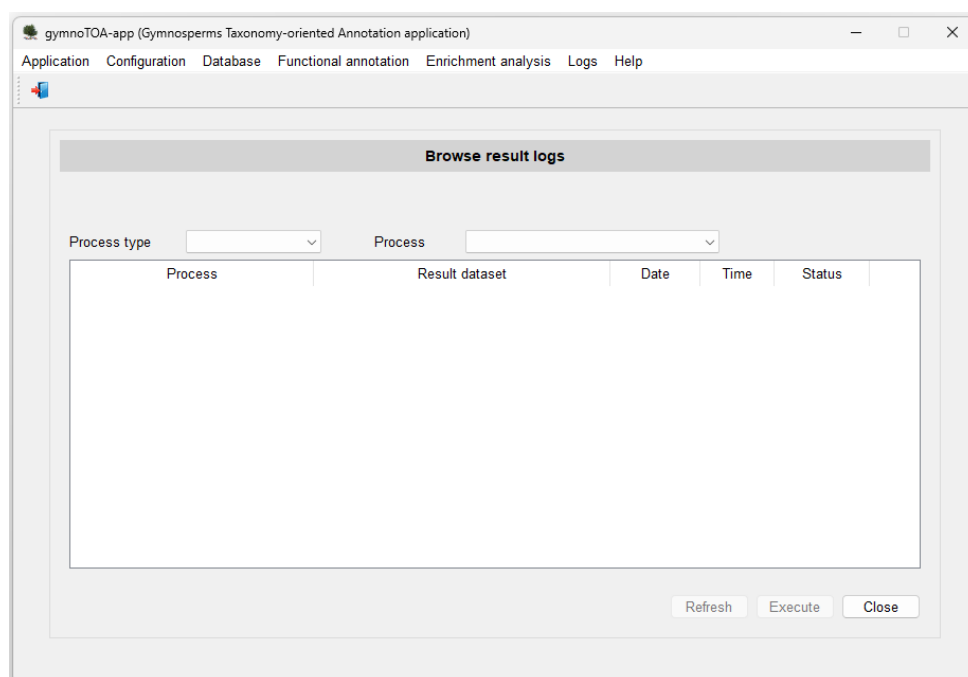 gymnoTOA-app (Gymnosperms Taxonomy-oriented Annotation application)
Application Configuration Database Functional annotation Enrichment analysis Logs Help
Browse result logs
Process type Process
Process Result dataset Date Time Status
Refresh Execute Close